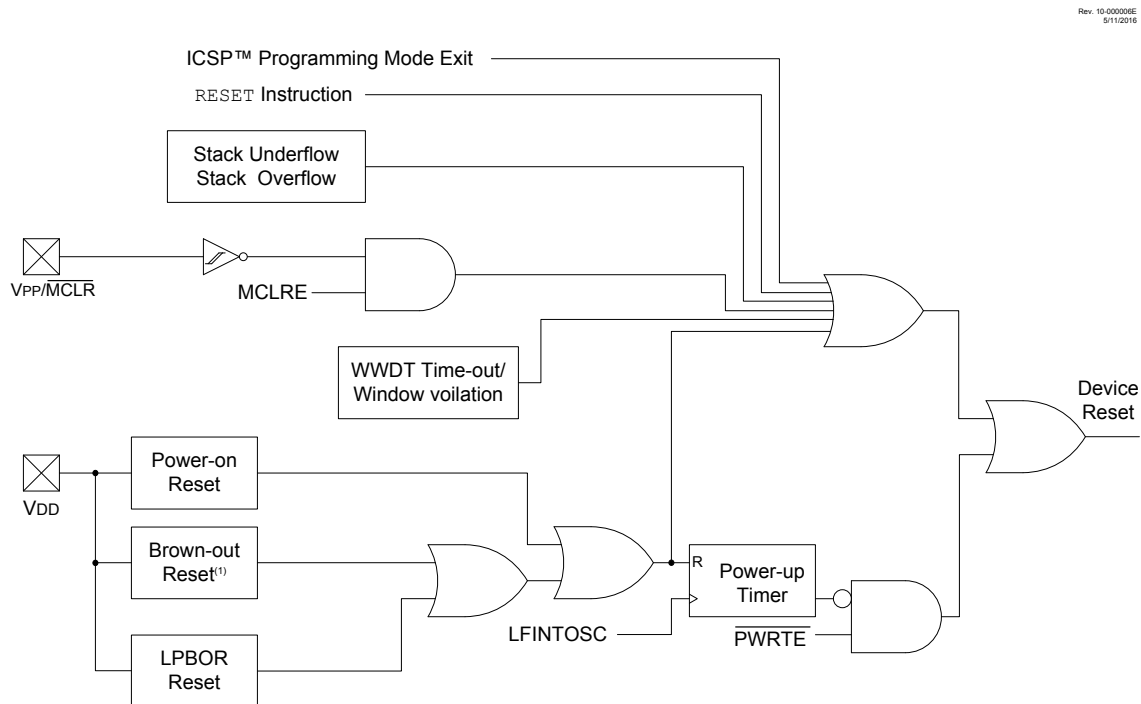 Rev. 10-000006E
5/11/2016
ICSP™ Programming Mode Exit
RESET Instruction
Stack Underflow
Stack Overflow
VPP/MCLR
MCLRE
WWDT Time-out/
Window voilation
Device
Reset
VDD
Power-on
Reset
Brown-out
Reset(1)
LPBOR
Reset
R
Power-up
Timer
LFINTOSC
PWRTE